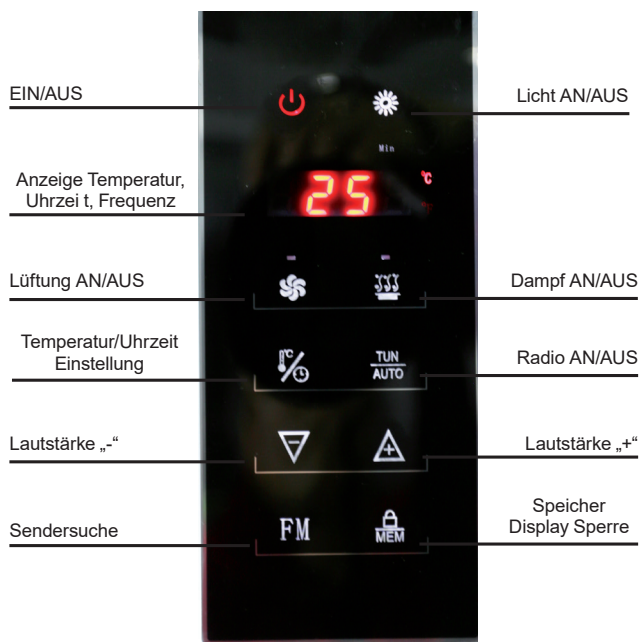 EIN/AUS
Licht AN/AUS
Min
Anzeige Temperatur,
Uhrzei t, Frequenz
25
°C
°F
Lüftung AN/AUS
Dampf AN/AUS
Temperatur/Uhrzeit
Einstellung
°C
TUN
AUTO
Radio AN/AUS
Lautstärke „-“
Lautstärke „+“
Sendersuche
FM
MEM
Speicher
Display Sperre